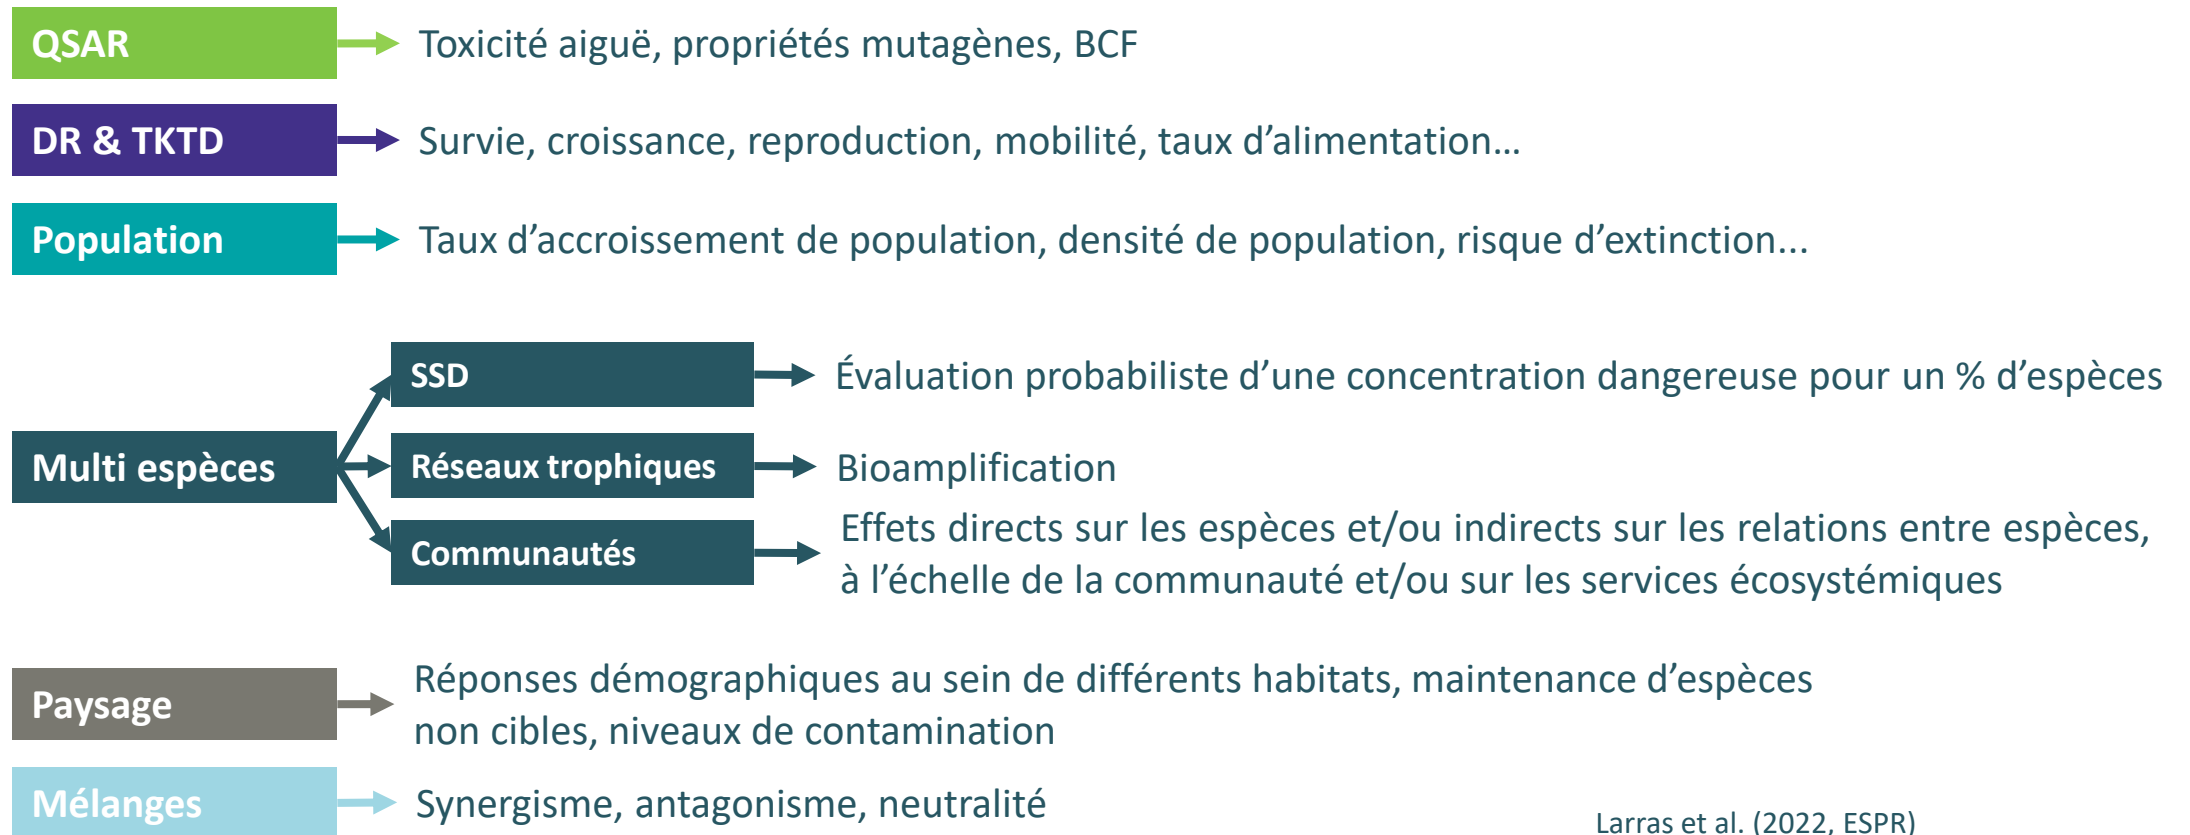 QSAR
Toxicité aiguë, propriétés mutagènes, BCF
DR & TKTD
Survie, croissance, reproduction, mobilité, taux d’alimentation…
Population
Taux d’accroissement de population, densité de population, risque d’extinction...
Multi espèces
SSD
Évaluation probabiliste d’une concentration dangereuse pour un % d’espèces
Réseaux trophiques
Bioamplification
Communautés
Effets directs sur les espèces et/ou indirects sur les relations entre espèces,
à l’échelle de la communauté et/ou sur les services écosystémiques
Paysage
Réponses démographiques au sein de différents habitats, maintenance d’espèces
non cibles, niveaux de contamination
Mélanges
Synergisme, antagonisme, neutralité
Larras et al. (2022, ESPR)